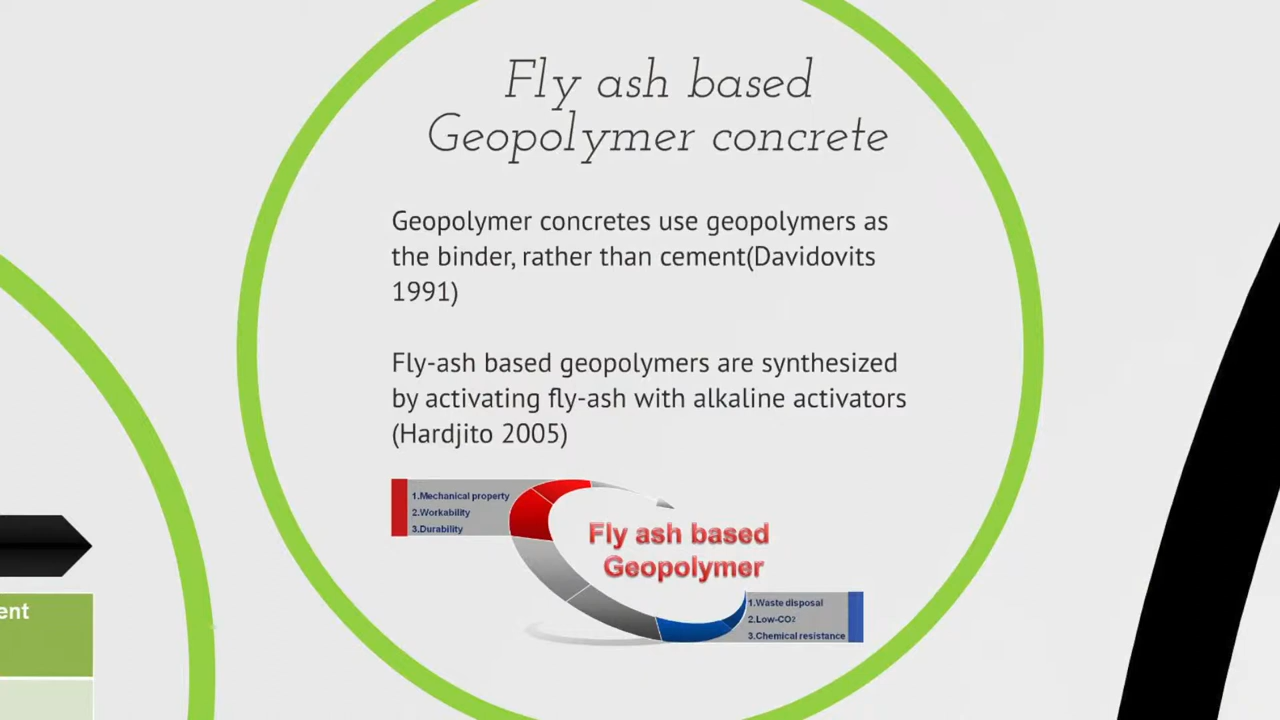 Fly ash based
Geopolymer concrete
Geopolymer concretes use geopolymers as
the binder, rather than cement(Davidovits
1991)
Fly-ash based geopolymers are synthesized
by activating fly-ash with alkaline activators
(Hardjito 2005)
1.Mechanical property
2.Workability
3.Durability
Fly ash based
Geopolymer
1.Waste disposal
2.Low-CO2
3.Chemical resistance
ent